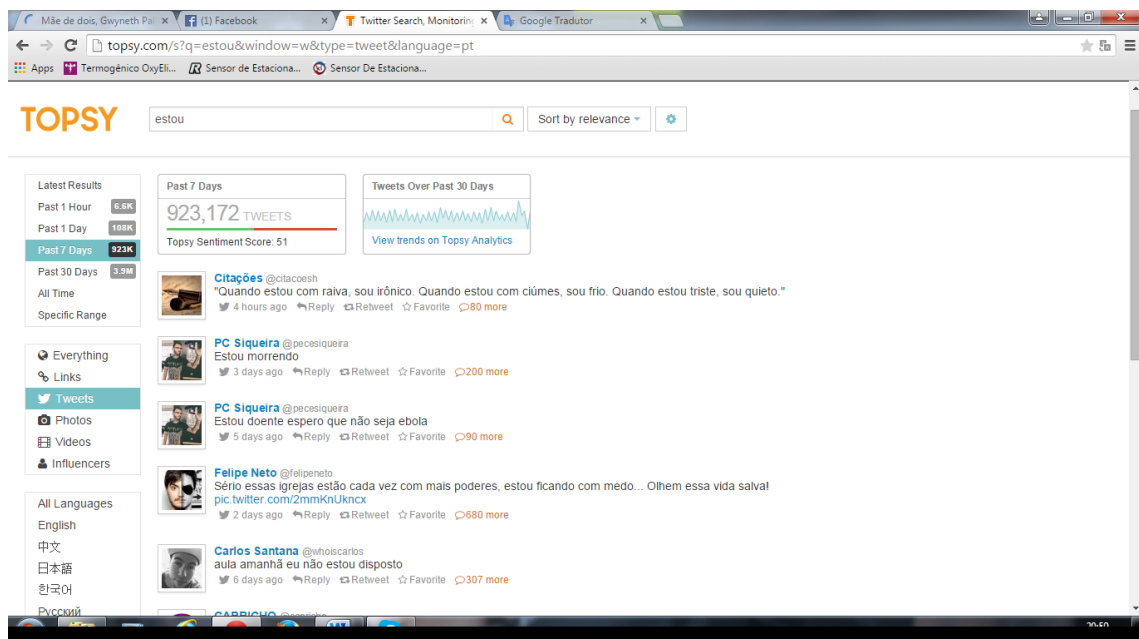 Mãe de dois, Gwyneth Pal
(1) Facebook
Twitter Search, Monitoring
Google Tradutor
topsy.com/s?q=estou&window=w&type=tweet&language=pt
Apps Termogênico OxyEli... Sensor de Estaciona... Sensor De Estaciona...
TOPSY
estou
Sort by relevance
Latest Results
Past 1 Hour 6.6K
Past 1 Day 108K
Past 7 Days 923K
Past 30 Days 3.9M
All Time
Specific Range
Everything
Links
Tweets
Photos
Videos
Influencers
All Languages
English
中文
日本語
한국어
Русский
Past 7 Days
923,172 TWEETS
Topsy Sentiment Score: 51
Tweets Over Past 30 Days
View trends on Topsy Analytics
Citações @citacoesh
"Quando estou com raiva, sou irônico. Quando estou com ciúmes, sou frio. Quando estou triste, sou quieto."
4 hours ago Reply Retweet Favorite 80 more
PC Siqueira @pecesiqueira
Estou morrendo
3 days ago Reply Retweet Favorite 200 more
PC Siqueira @pecesiqueira
Estou doente espero que não seja ebola
5 days ago Reply Retweet Favorite 90 more
Felipe Neto @felipeneto
Sério essas igrejas estão cada vez com mais poderes, estou ficando com medo... Olhem essa vida salva!
pic.twitter.com/2mmKnUkncx
2 days ago Reply Retweet Favorite 680 more
Carlos Santana @whoiscarlos
aula amanhã eu não estou disposto
6 days ago Reply Retweet Favorite 307 more
CAPRICHO @capricho
20:50